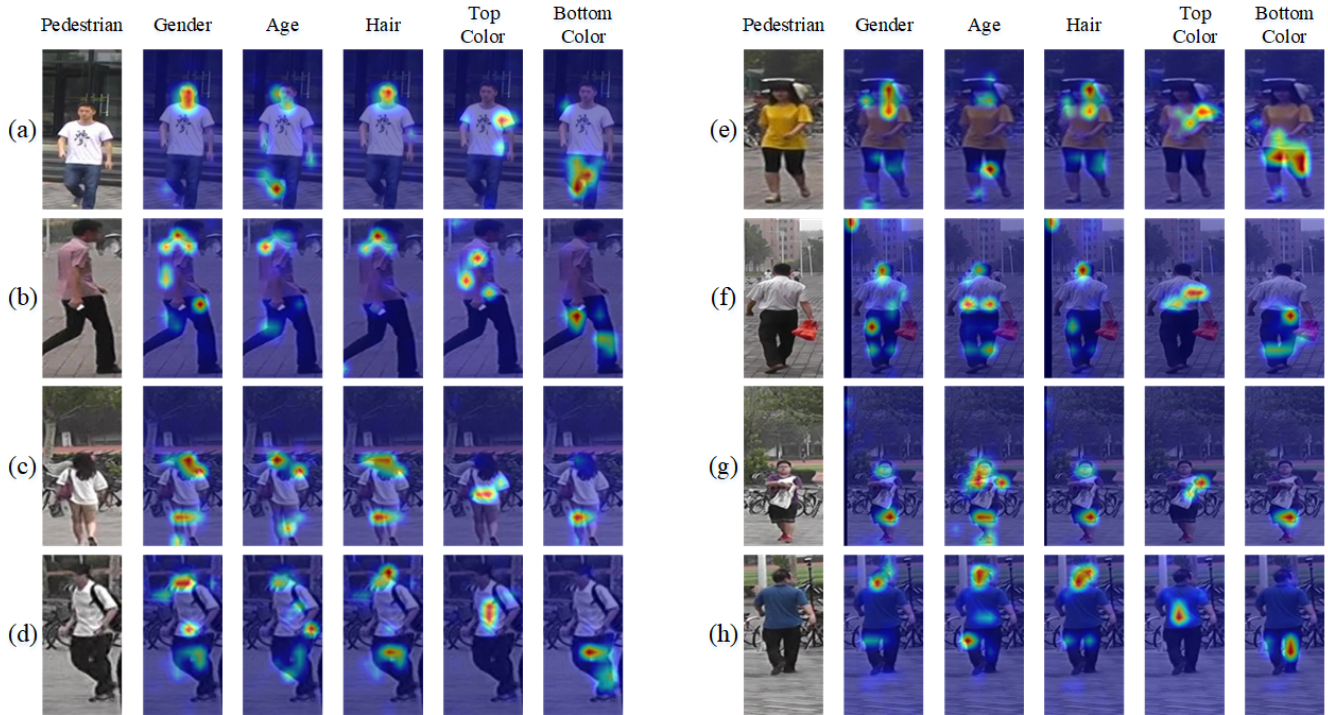 Pedestrian Gender Age Hair Top Color Bottom Color
(a)
(b)
(c)
(d)
Pedestrian Gender Age Hair Top Color Bottom Color
(e)
(f)
(g)
(h)